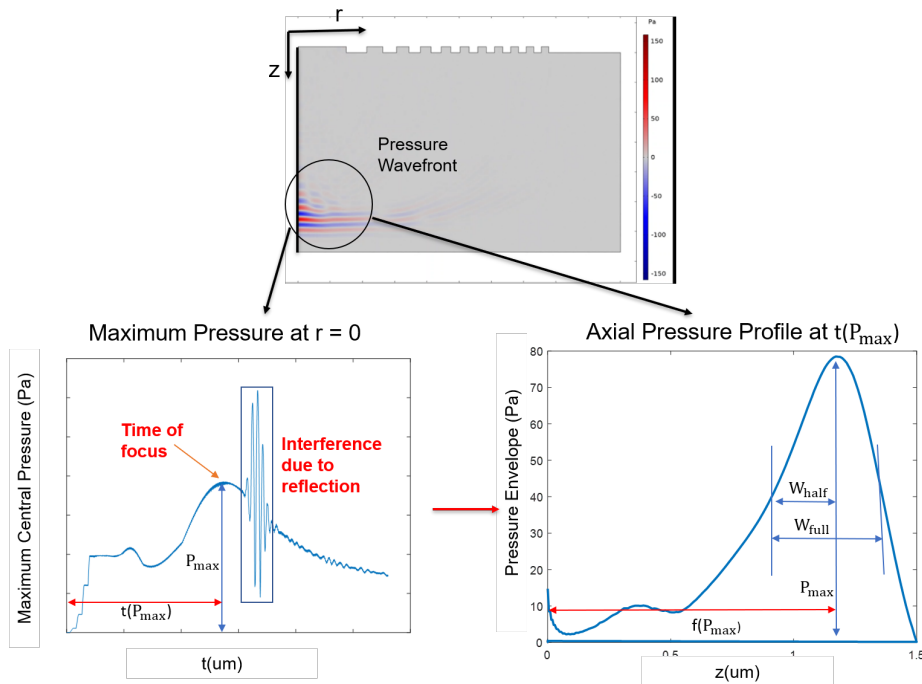 r
z
Pa
150
100
50
0
-50
-100
-150
Pressure
Wavefront
Maximum Pressure at r = 0
Maximum Central Pressure (Pa)
Time of
focus
Interference
due to
reflection
Pmax
t(Pmax)
t(um)
Axial Pressure Profile at t(Pmax)
Pressure Envelope (Pa)
80
70
60
50
40
30
20
10
0
Whalf
Wfull
Pmax
f(Pmax)
0
0.5
1
1.5
z(um)